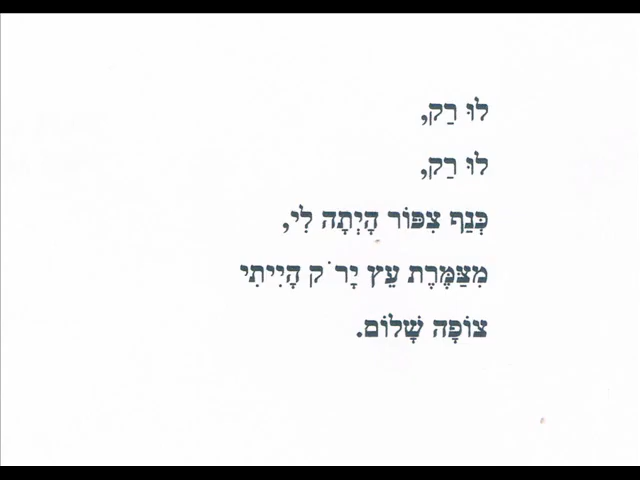 לוּ רַק,
לוּ רַק,
כְּנַף צִפּוֹר הָיְתָה לִי,
מִצַּמֶּרֶת עֵץ יָרֹק הָיִיתִי
צוֹפָה שָׁלוֹם.